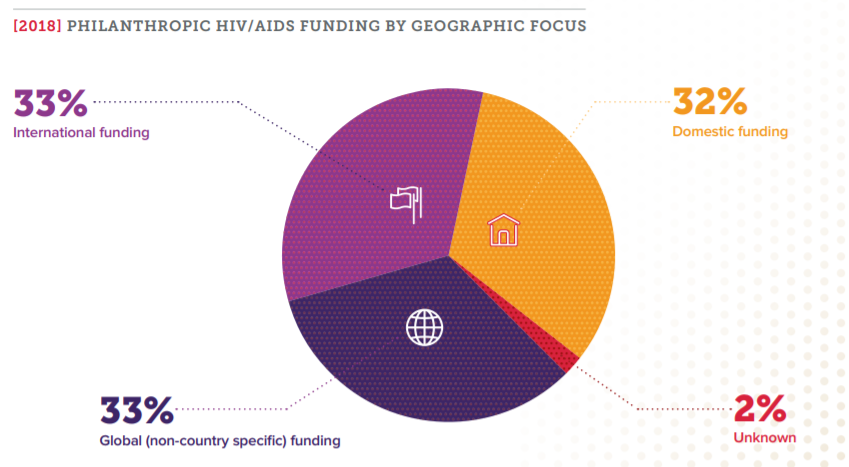 [2018] PHILANTHROPIC HIV/AIDS FUNDING BY GEOGRAPHIC FOCUS
33%
International funding
32%
Domestic funding
33%
Global (non-country specific) funding
2%
Unknown